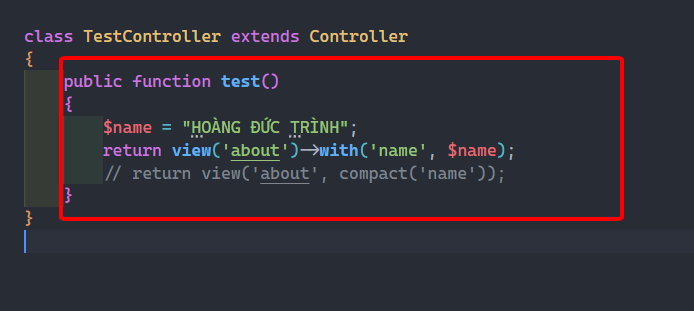 class TestController extends Controller
{
public function test()
{
$name = "HOÀNG ĐỨC TRÌNH";
return view('about')->with('name', $name);
// return view('about', compact('name'));
}
}